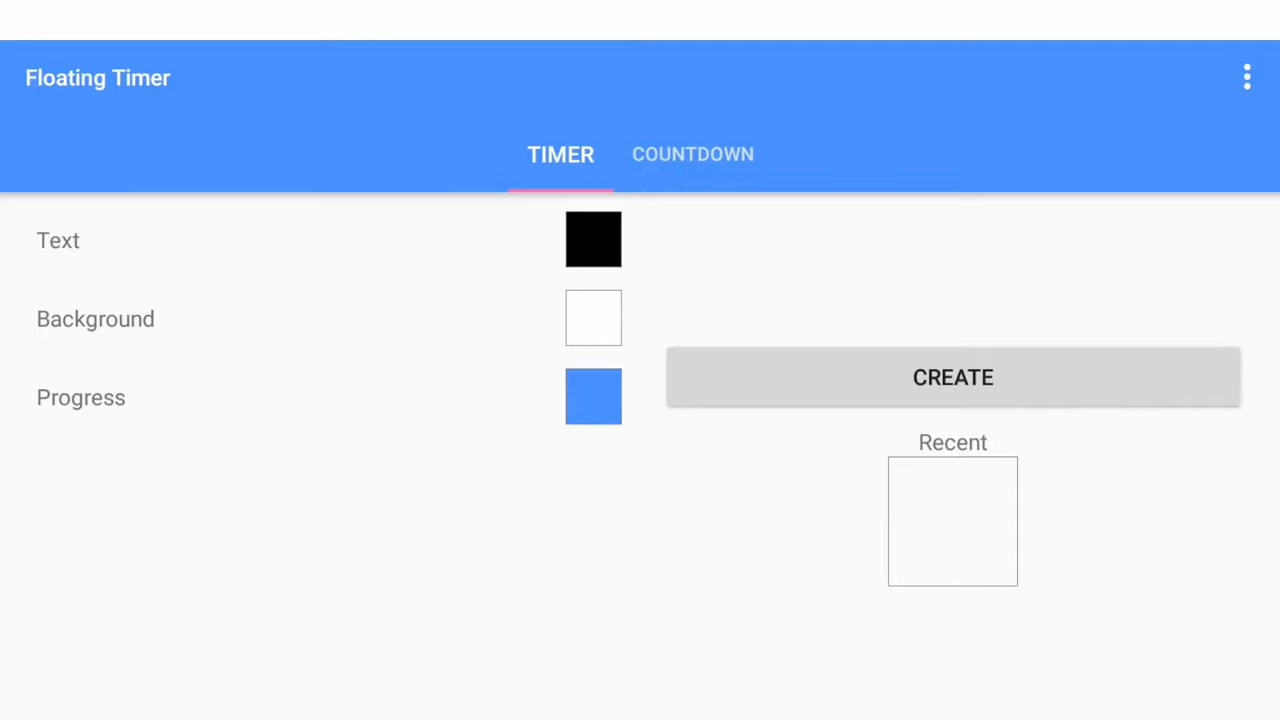 Floating Timer
TIMER
COUNTDOWN
Text
Background
Progress
CREATE
Recent